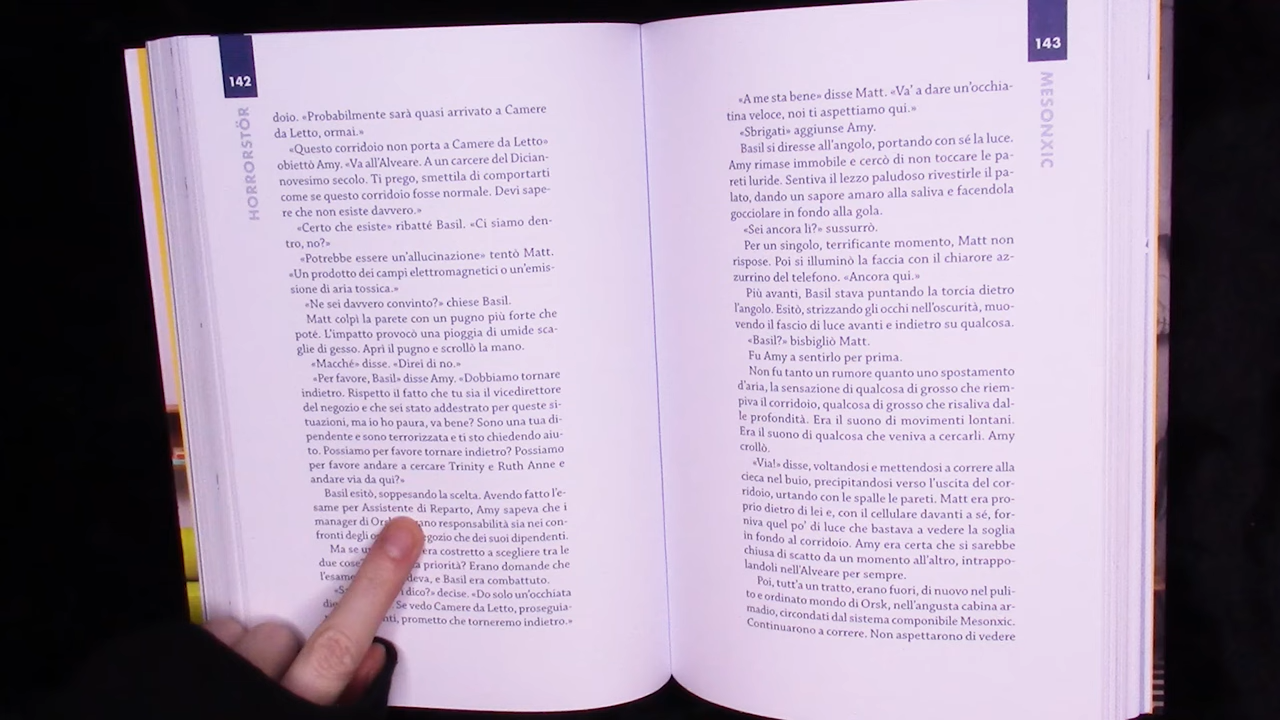 142
HORRORSTÖR
doio. «Probabilmente sarà quasi arrivato a Camere
da Letto, ormai.»
«Questo corridoio non porta a Camere da Letto»
obiettò Amy. «Va all'Alveare. A un carcere del Dician-
novesimo secolo. Ti prego, smettila di comportarti
come se questo corridoio fosse normale. Devi sape-
re che non esiste davvero.»
«Certo che esiste» ribatté Basil. «Ci siamo den-
tro, no?»
«Potrebbe essere un'allucinazione» tentò Matt.
«Un prodotto dei campi elettromagnetici o un'emis-
sione di aria tossica.»
«Ne sei davvero convinto?» chiese Basil.
Matt colpì la parete con un pugno più forte che
poté. L'impatto provocò una pioggia di umide sca-
glie di gesso. Aprì il pugno e scrollò la mano.
«Macché» disse. «Direi di no.»
«Per favore, Basil» disse Amy. «Dobbiamo tornare
indietro. Rispetto il fatto che tu sia il vicedirettore
del negozio e che sei stato addestrato per queste si-
tuazioni, ma io ho paura, va bene? Sono una tua di-
pendente e sono terrorizzata e ti sto chiedendo aiu-
to. Possiamo per favore tornare indietro? Possiamo
per favore andare a cercare Trinity e Ruth Anne e
andare via da qui?»
Basil esitò, soppesando la scelta. Avendo fatto l'e-
same per Assistente di Reparto, Amy sapeva che i
manager di responsabilità sia nei con-
fronti degli negozio che dei suoi dipendenti.
Ma se era costretto a scegliere tra le
due cose? priorità? Erano domande che
l'esame e Basil era combattuto.
dico?» decise. «Do solo un'occhiata
Se vedo Camere da Letto, proseguia-
prometto che torneremo indietro.»
143
MESONXIC
«A me sta bene» disse Matt. «Va' a dare un'occhia-
tina veloce, noi ti aspettiamo qui.»
«Sbrigati» aggiunse Amy.
Basil si diresse all'angolo, portando con sé la luce.
Amy rimase immobile e cercò di non toccare le pa-
reti luride. Sentiva il lezzo paludoso rivestirle il pa-
lato, dando un sapore amaro alla saliva e facendola
gocciolare in fondo alla gola.
«Sei ancora lì?» sussurrò.
Per un singolo, terrificante momento, Matt non
rispose. Poi si illuminò la faccia con il chiarore az-
zurrino del telefono. «Ancora qui.»
Più avanti, Basil stava puntando la torcia dietro
l'angolo. Esitò, strizzando gli occhi nell'oscurità, muo-
vendo il fascio di luce avanti e indietro su qualcosa.
«Basil?» bisbigliò Matt.
Fu Amy a sentirlo per prima.
Non fu tanto un rumore quanto uno spostamento
d'aria, la sensazione di qualcosa di grosso che riem-
piva il corridoio, qualcosa di grosso che risaliva dal-
le profondità. Era il suono di movimenti lontani.
Era il suono di qualcosa che veniva a cercarli. Amy
crollò.
«Via!» disse, voltandosi e mettendosi a correre alla
cieca nel buio, precipitandosi verso l'uscita del cor-
ridoio, urtando con le spalle le pareti. Matt era pro-
prio dietro di lei e, con il cellulare davanti a sé, for-
niva quel po' di luce che bastava a vedere la soglia
in fondo al corridoio. Amy era certa che si sarebbe
chiusa di scatto da un momento all'altro, intrappo-
landoli nell'Alveare per sempre.
Poi, tutt'a un tratto, erano fuori, di nuovo nel puli-
to e ordinato mondo di Orsk, nell'angusta cabina ar-
madio, circondati dal sistema componibile Mesonxic.
Continuarono a correre. Non aspettarono di vedere